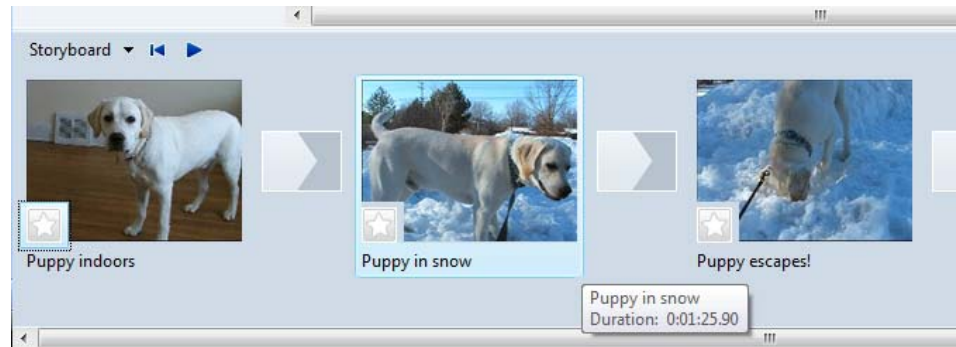 Storyboard
Puppy indoors
Puppy in snow
Puppy escapes!
Puppy in snow
Duration: 0:01:25.90